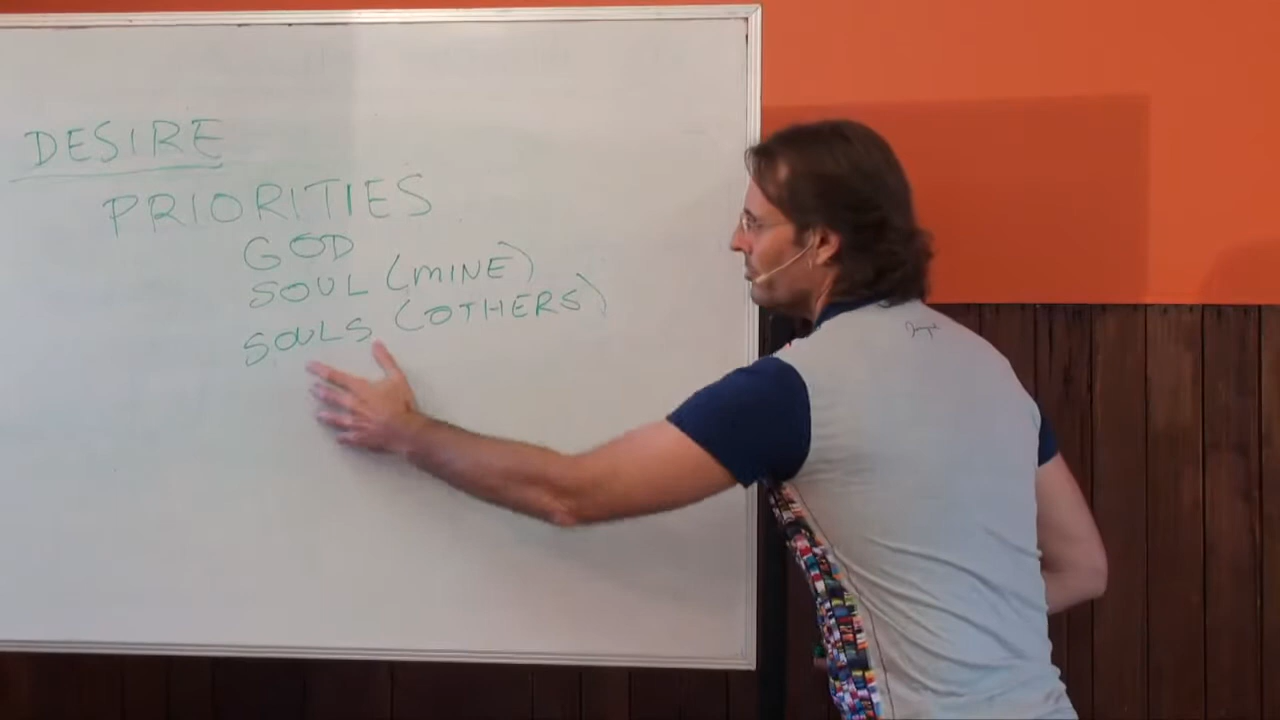 DESIRE
PRIORITIES
GOD
SOUL (MINE)
SOULS (OTHERS)